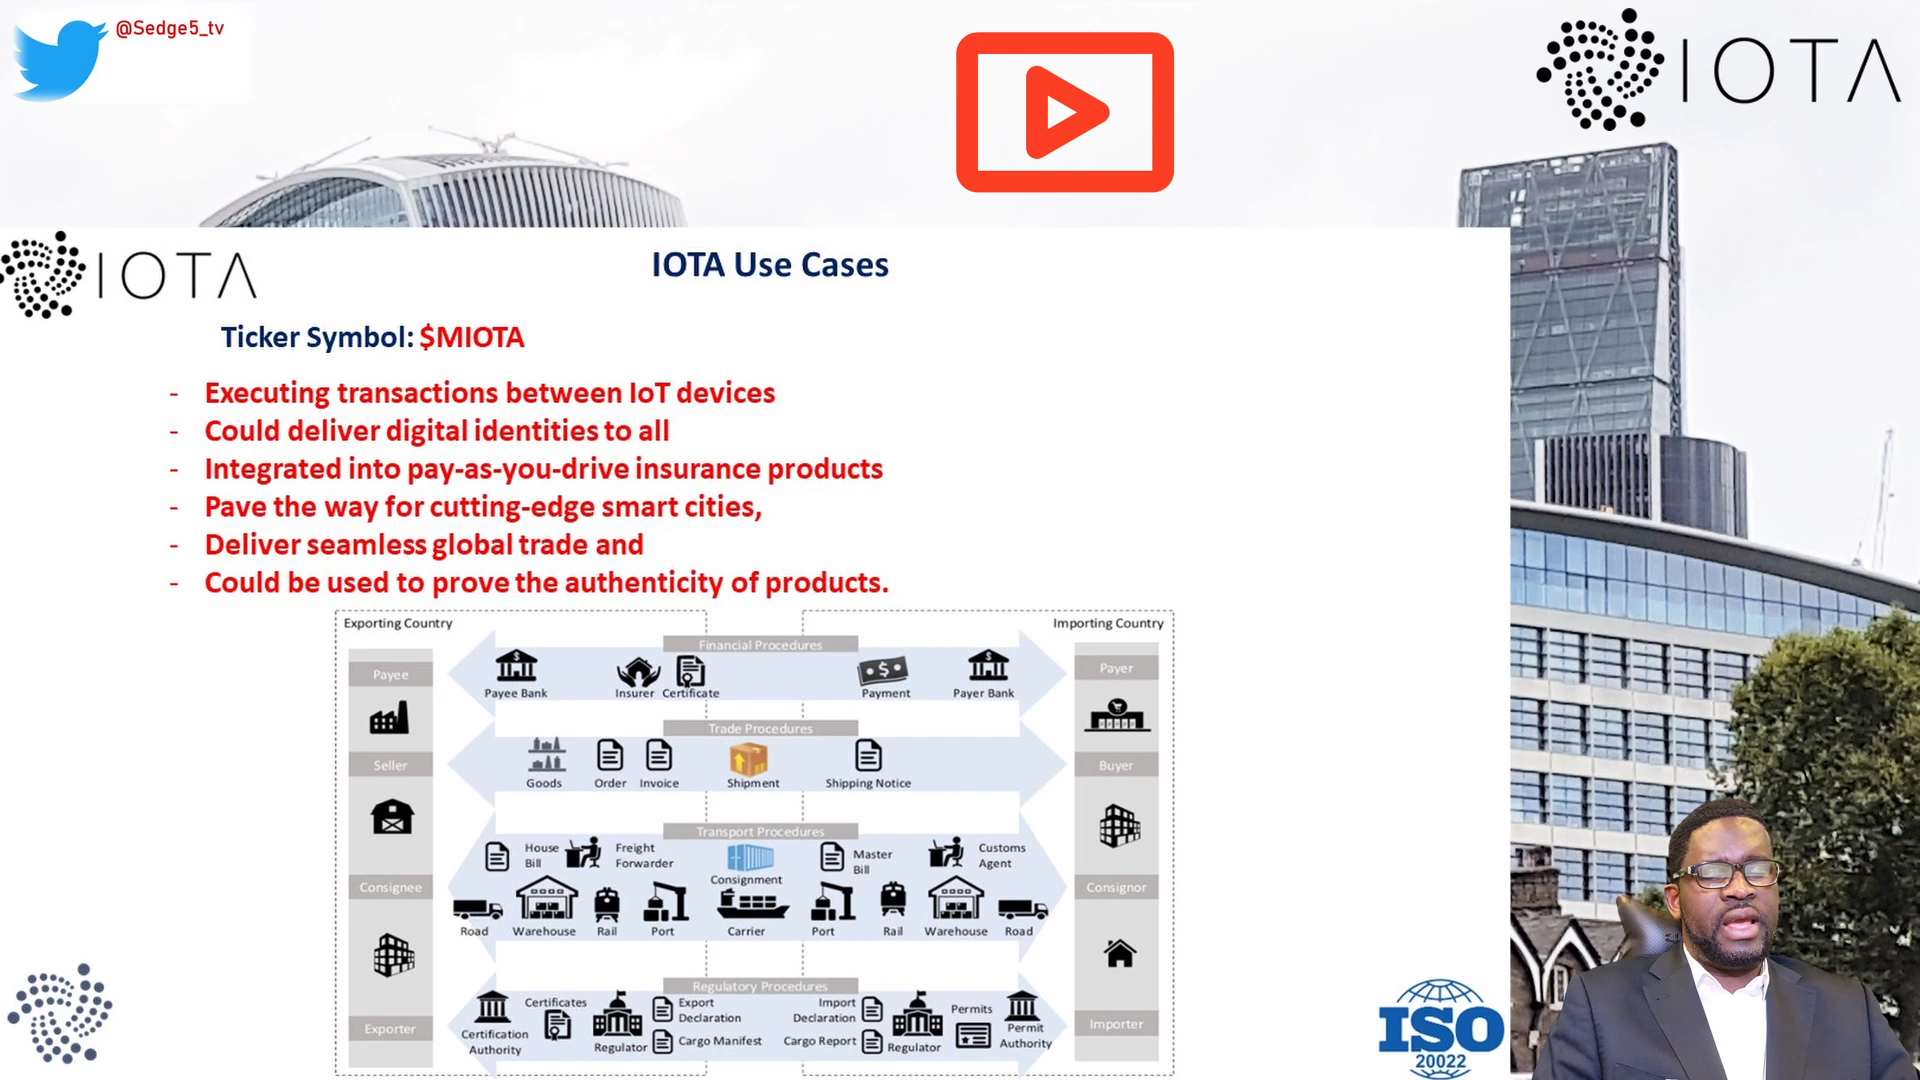 @Sedge5_tv
IOTA
IOTA
IOTA Use Cases
Ticker Symbol: $MIOTA
- Executing transactions between IoT devices
- Could deliver digital identities to all
- Integrated into pay-as-you-drive insurance products
- Pave the way for cutting-edge smart cities,
- Deliver seamless global trade and
- Could be used to prove the authenticity of products.
Exporting Country
Importing Country
Financial Procedures
Payee
Payer
Payee Bank
Insurer
Certificate
Payment
Payer Bank
Trade Procedures
Seller
Buyer
Goods
Order
Invoice
Shipment
Shipping Notice
Transport Procedures
House
Bill
Freight
Forwarder
Consignment
Master
Bill
Customs
Agent
Consignee
Consignor
Road
Warehouse
Rail
Port
Carrier
Port
Rail
Warehouse
Road
Regulatory Procedures
Exporter
Importer
Certification
Authority
Certificates
Regulator
Export
Declaration
Cargo Manifest
Import
Declaration
Cargo Report
Regulator
Permits
Permit
Authority
ISO
20022